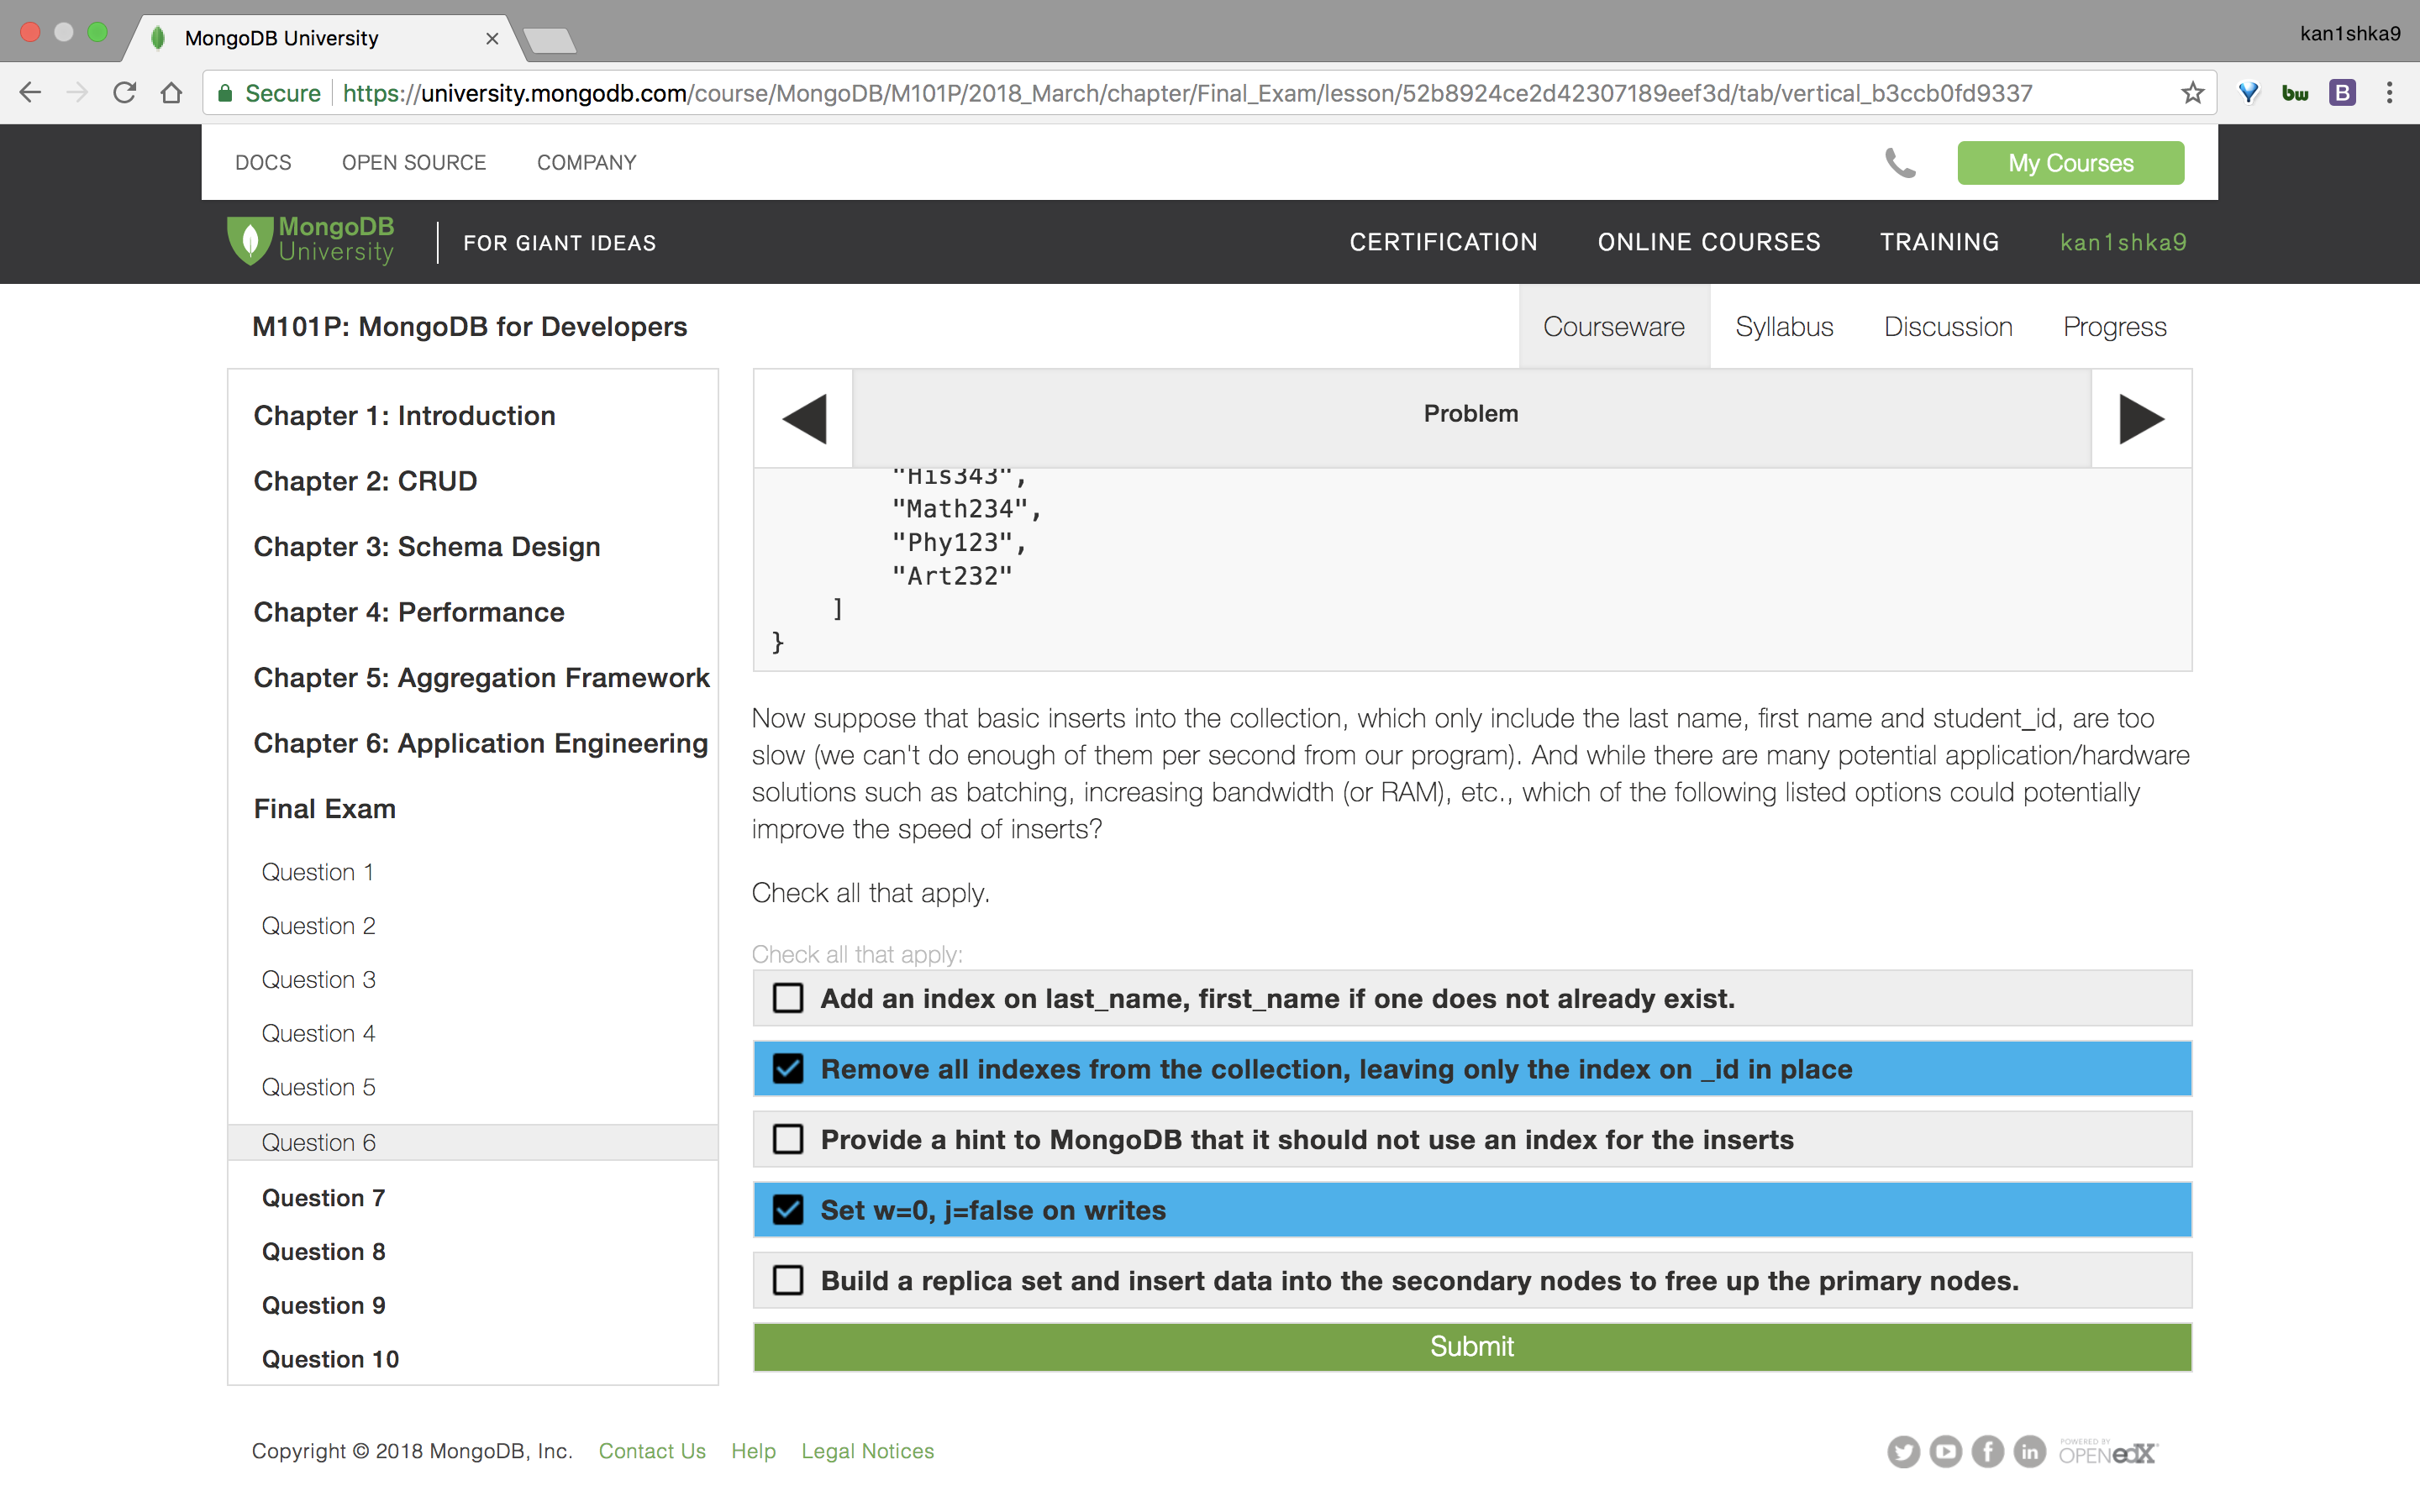 MongoDB University
kan1shka9
Secure
https://university.mongodb.com/course/MongoDB/M101P/2018_March/chapter/Final_Exam/lesson/52b8924ce2d42307189eef3d/tab/vertical_b3ccb0fd9337
bw
B
DOCS
OPEN SOURCE
COMPANY
My Courses
MongoDB
University
FOR GIANT IDEAS
CERTIFICATION
ONLINE COURSES
TRAINING
kan1shka9
M101P: MongoDB for Developers
Courseware
Syllabus
Discussion
Progress
Chapter 1: Introduction
Chapter 2: CRUD
Chapter 3: Schema Design
Chapter 4: Performance
Chapter 5: Aggregation Framework
Chapter 6: Application Engineering
Final Exam
Question 1
Question 2
Question 3
Question 4
Question 5
Question 6
Question 7
Question 8
Question 9
Question 10
Problem
"His343",
"Math234",
"Phy123",
"Art232"
]
}
Now suppose that basic inserts into the collection, which only include the last name, first name and student_id, are too
slow (we can't do enough of them per second from our program). And while there are many potential application/hardware
solutions such as batching, increasing bandwidth (or RAM), etc., which of the following listed options could potentially
improve the speed of inserts?
Check all that apply.
Check all that apply:
Add an index on last_name, first_name if one does not already exist.
Remove all indexes from the collection, leaving only the index on _id in place
Provide a hint to MongoDB that it should not use an index for the inserts
Set w=0, j=false on writes
Build a replica set and insert data into the secondary nodes to free up the primary nodes.
Submit
Copyright © 2018 MongoDB, Inc.
Contact Us
Help
Legal Notices
f
in
POWERED BY
OPEN edX